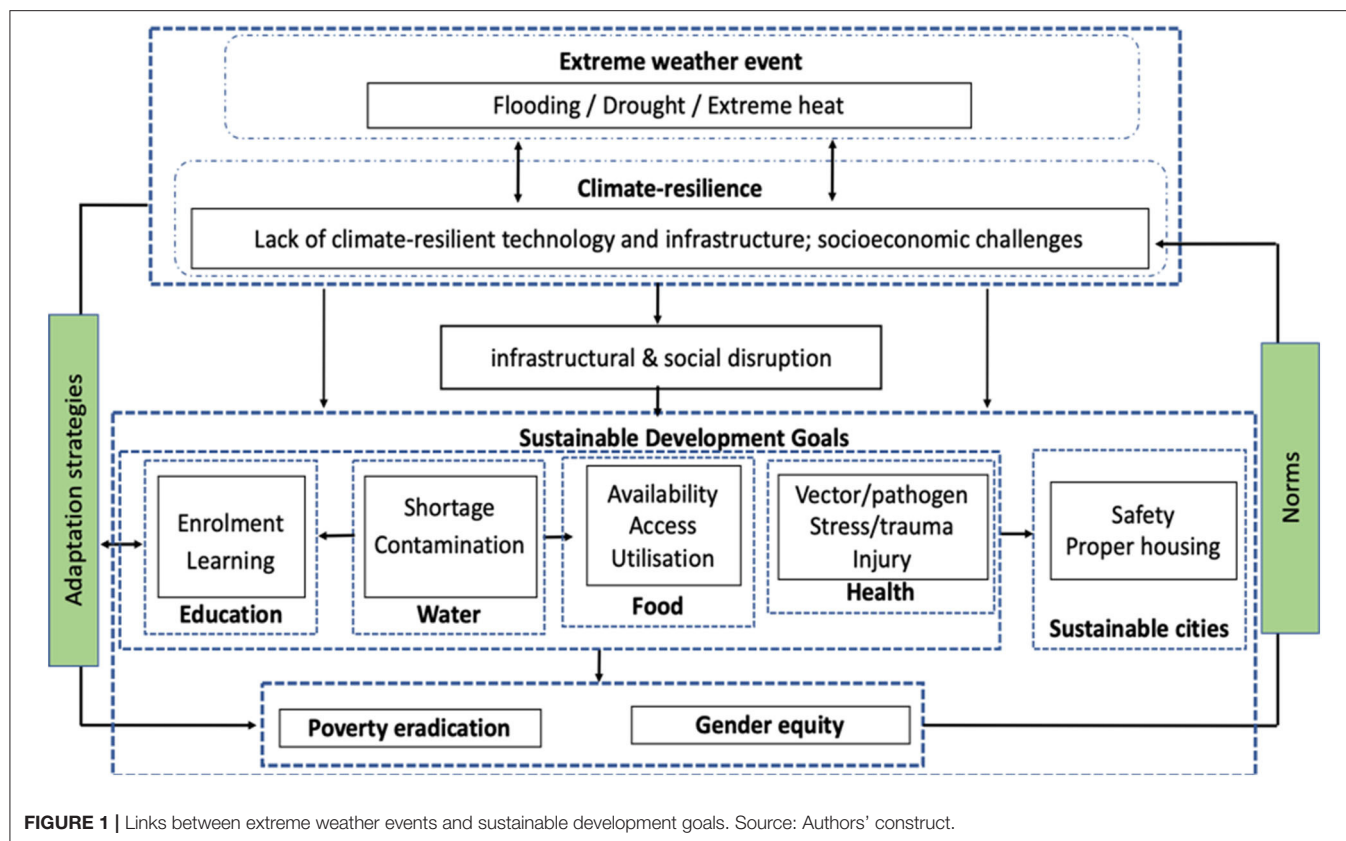 Extreme weather event
Flooding / Drought / Extreme heat
Climate-resilience
Lack of climate-resilient technology and infrastructure; socioeconomic challenges
infrastructural & social disruption
Adaptation strategies
Norms
Sustainable Development Goals
Enrolment
Learning
Education
Shortage
Contamination
Water
Availability
Access
Utilisation
Food
Vector/pathogen
Stress/trauma
Injury
Health
Safety
Proper housing
Sustainable cities
Poverty eradication
Gender equity
FIGURE 1 | Links between extreme weather events and sustainable development goals. Source: Authors' construct.